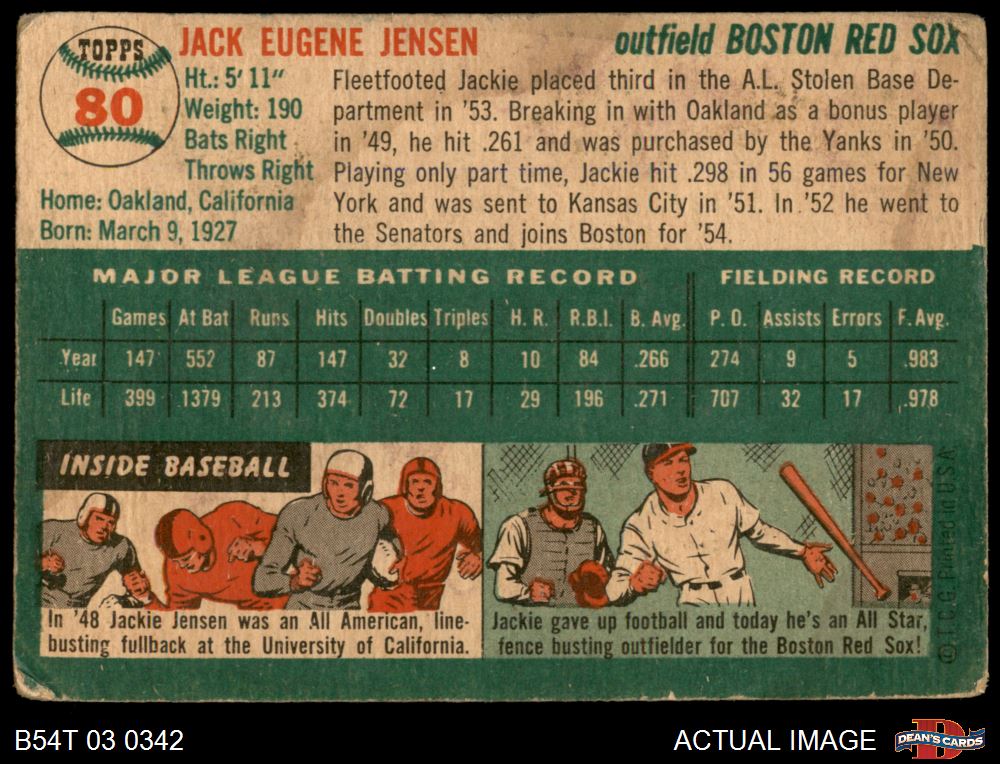 TOPPS
80
JACK EUGENE JENSEN
outfield BOSTON RED SOX
Ht.: 5' 11"
Weight: 190
Bats Right
Throws Right
Home: Oakland, California
Born: March 9, 1927
Fleetfooted Jackie placed third in the A.L. Stolen Base De-
partment in '53. Breaking in with Oakland as a bonus player
in '49, he hit .261 and was purchased by the Yanks in '50.
Playing only part time, Jackie hit .298 in 56 games for New
York and was sent to Kansas City in '51. In '52 he went to
the Senators and joins Boston for '54.
MAJOR LEAGUE BATTING RECORD FIELDING RECORD
Games At Bat Runs Hits Doubles Triples H. R. R.B.I. B. Avg. P. O. Assists Errors F. Avg.
Year 147 552 87 147 32 8 10 84 .266 274 9 5 .983
Life 399 1379 213 374 72 17 29 196 .271 707 32 17 .978
INSIDE BASEBALL
In '48 Jackie Jensen was an All American, line-
busting fullback at the University of California.
Jackie gave up football and today he's an All Star,
fence busting outfielder for the Boston Red Sox!
© T.C.G. Printed in U.S.A.
B54T 03 0342
ACTUAL IMAGE
DEAN'S CARDS